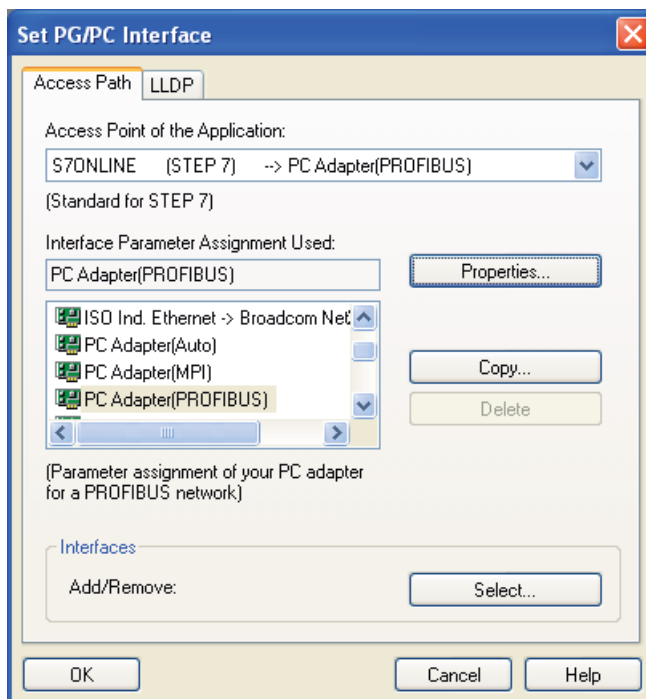 Set PG/PC Interface
Access Path LLDP
Access Point of the Application:
S7ONLINE (STEP 7) --> PC Adapter(PROFIBUS)
(Standard for STEP 7)
Interface Parameter Assignment Used:
PC Adapter(PROFIBUS)
Properties...
ISO Ind. Ethernet -> Broadcom Net
PC Adapter(Auto)
PC Adapter(MPI)
PC Adapter(PROFIBUS)
Copy...
Delete
(Parameter assignment of your PC adapter
for a PROFIBUS network)
Interfaces
Add/Remove:
Select...
OK Cancel Help